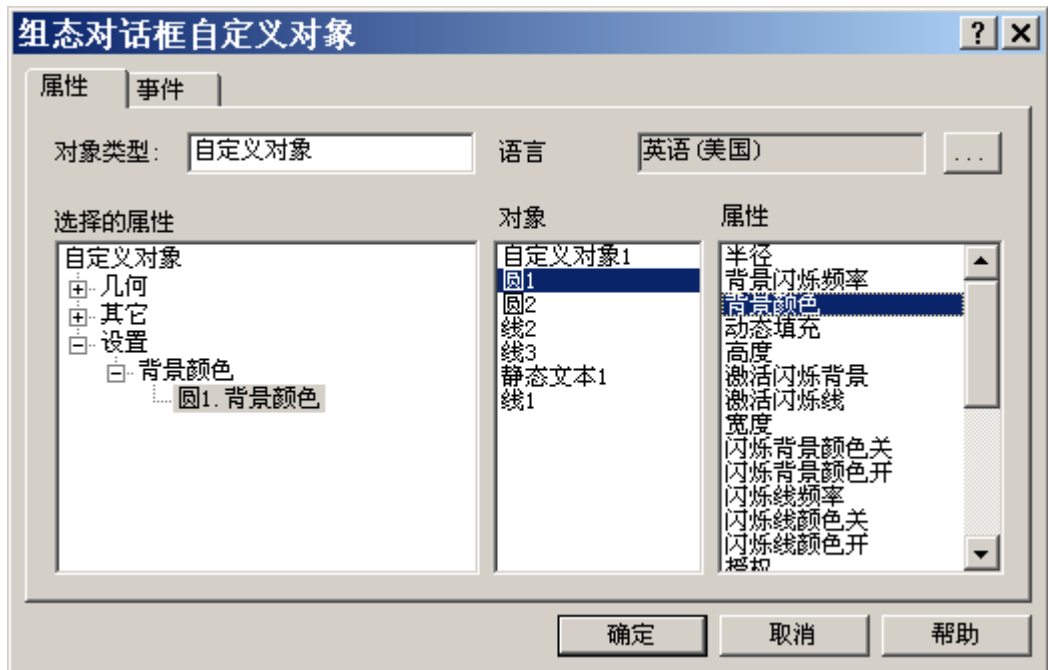 组态对话框自定义对象
属性 事件
对象类型: 自定义对象 语言 英语(美国) ...
选择的属性 对象 属性
自定义对象
几何
其它
设置
背景颜色
圆1.背景颜色
自定义对象1
圆1
圆2
线2
线3
静态文本1
线1
半径
背景闪烁频率
背景颜色
动态填充
高度
激活闪烁背景
激活闪烁线
宽度
闪烁背景颜色关
闪烁背景颜色开
闪烁线频率
闪烁线颜色关
闪烁线颜色开
授权
确定 取消 帮助